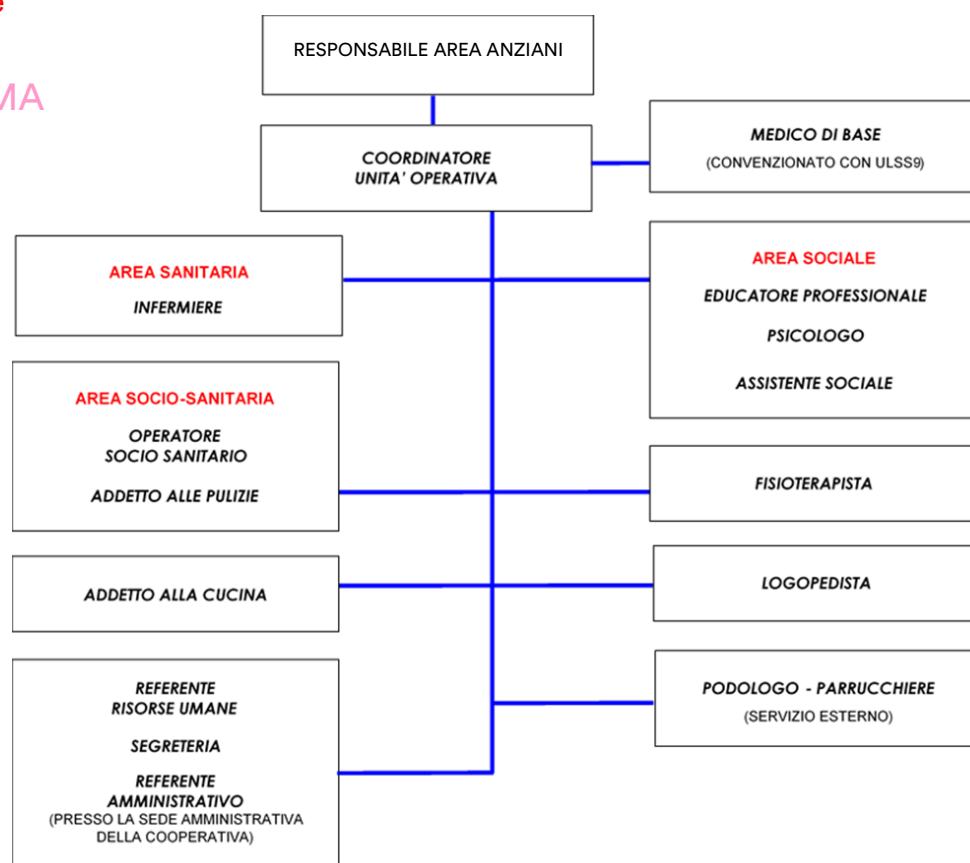 e
MA
RESPONSABILE AREA ANZIANI
COORDINATORE
UNITA' OPERATIVA
MEDICO DI BASE
(CONVENZIONATO CON ULSS9)
AREA SANITARIA
INFERMIERE
AREA SOCIALE
EDUCATORE PROFESSIONALE
PSICOLOGO
ASSISTENTE SOCIALE
AREA SOCIO-SANITARIA
OPERATORE
SOCIO SANITARIO
ADDETTO ALLE PULIZIE
FISIOTERAPISTA
ADDETTO ALLA CUCINA
LOGOPEDISTA
REFERENTE
RISORSE UMANE
SEGRETERIA
REFERENTE
AMMINISTRATIVO
(PRESSO LA SEDE AMMINISTRATIVA
DELLA COOPERATIVA)
PODOLOGO - PARRUCCHIERE
(SERVIZIO ESTERNO)